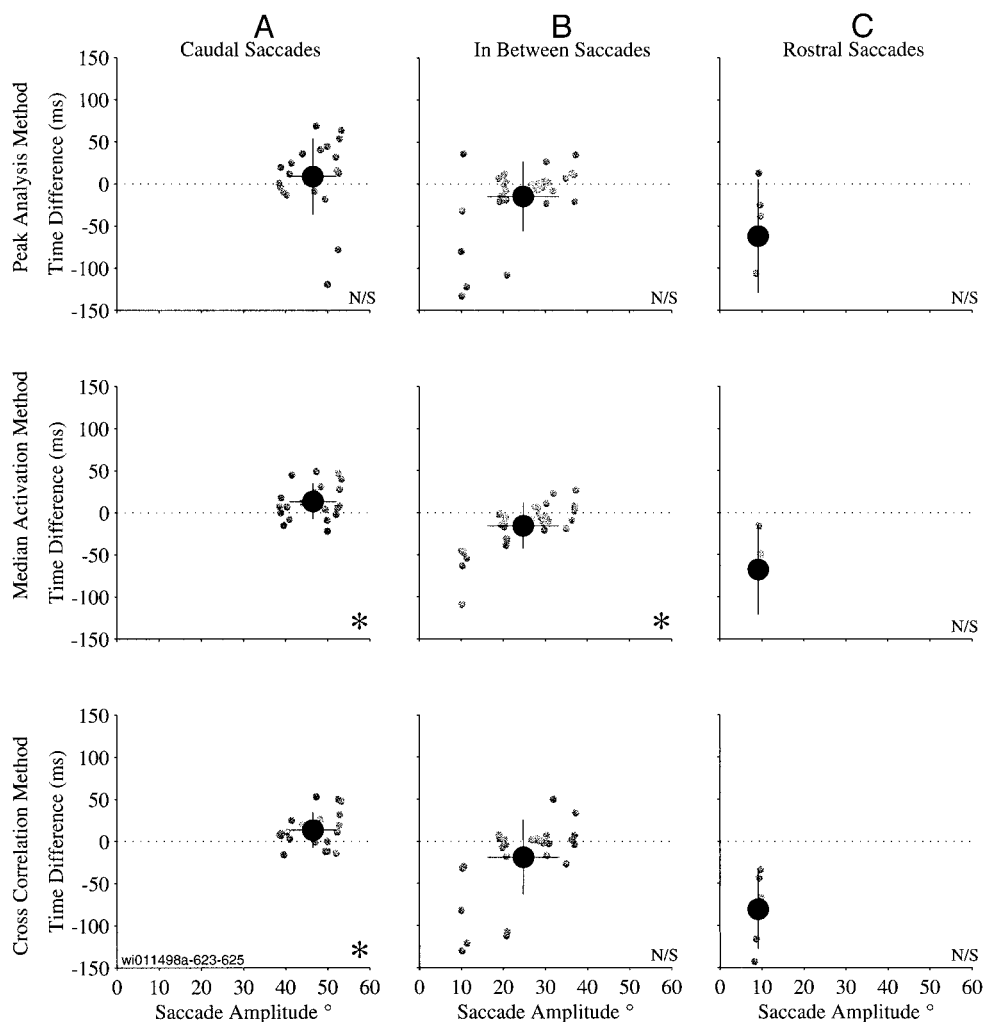 A B C
Caudal Saccades In Between Saccades Rostral Saccades
Peak Analysis Method
Time Difference (ms)
150
100
50
0
-50
-100
-150
N/S N/S N/S
Median Activation Method
Time Difference (ms)
150
100
50
0
-50
-100
-150
* * N/S
Cross Correlation Method
Time Difference (ms)
150
100
50
0
-50
-100
-150
wi011498a-623-625 * N/S N/S
0 10 20 30 40 50 60 0 10 20 30 40 50 60 0 10 20 30 40 50 60
Saccade Amplitude ° Saccade Amplitude ° Saccade Amplitude °